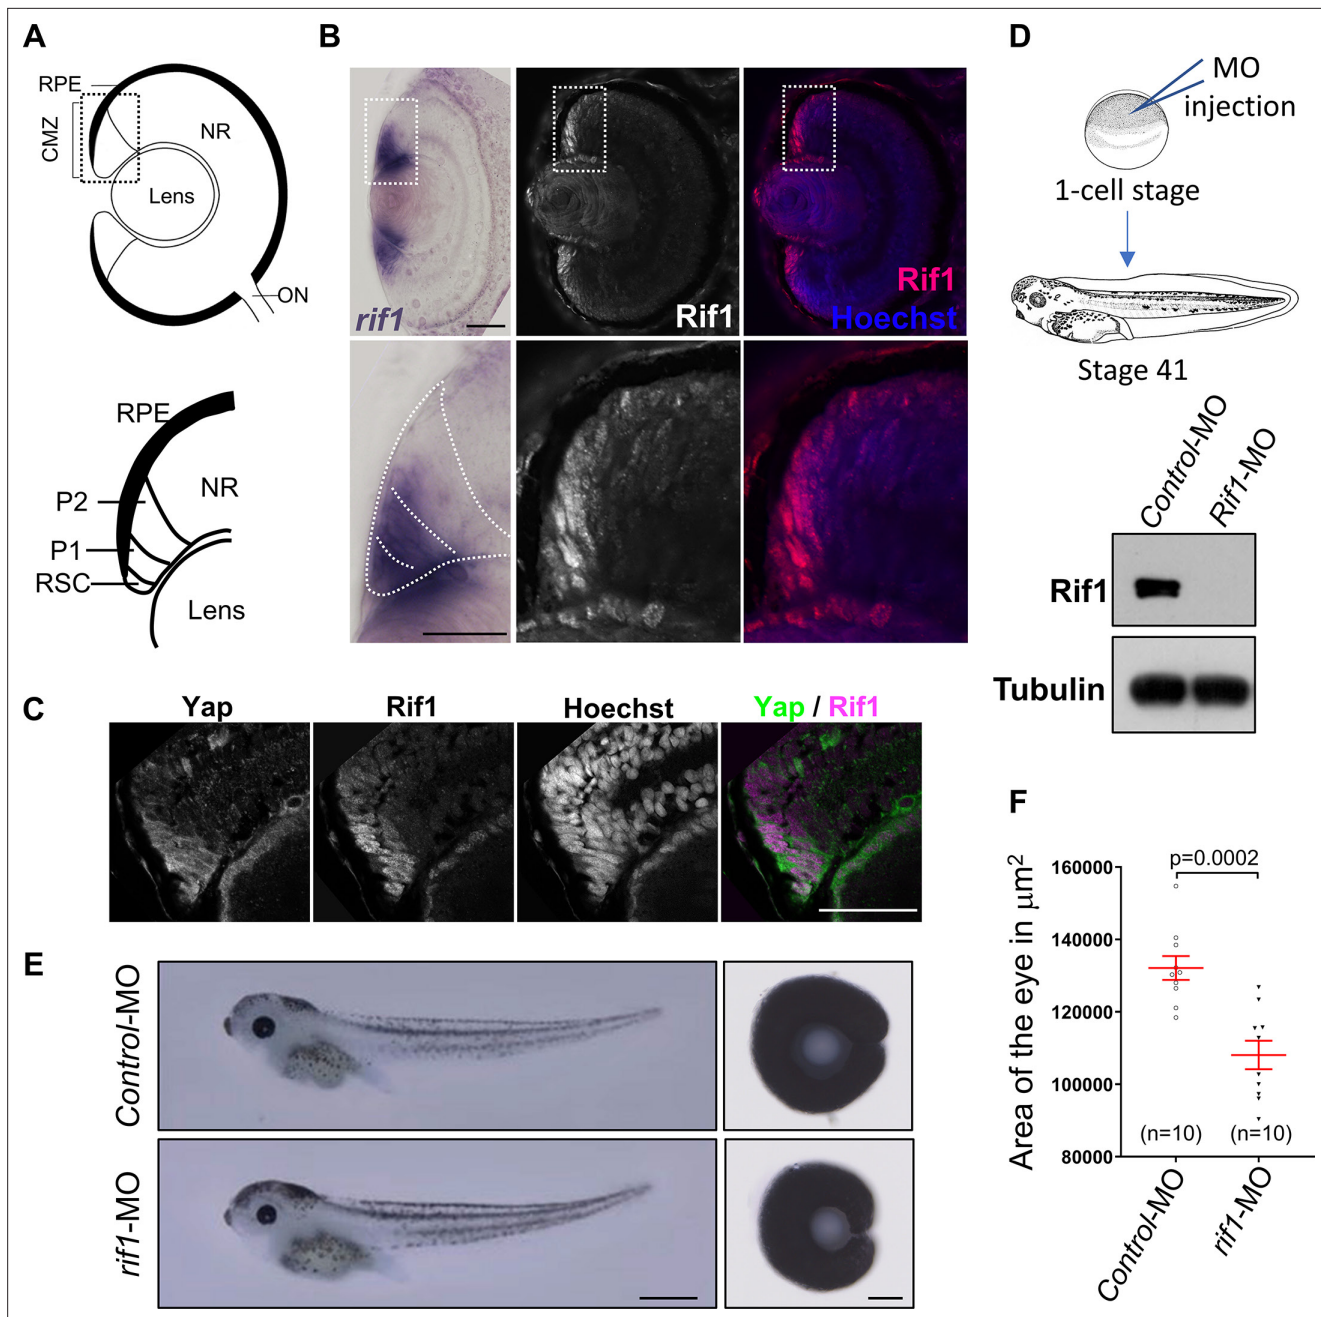 A
RPE
CMZ
NR
Lens
ON
RPE
P2
NR
P1
RSC
Lens
B
rif1
Rif1
Rif1
Hoechst
C
Yap
Rif1
Hoechst
Yap / Rif1
D
MO
injection
1-cell stage
Stage 41
Control-MO
Rif1-MO
Rif1
Tubulin
E
Control-MO
rif1-MO
F
Area of the eye in μm²
p=0.0002
160000
140000
120000
100000
80000
(n=10)
(n=10)
Control-MO
rif1-MO